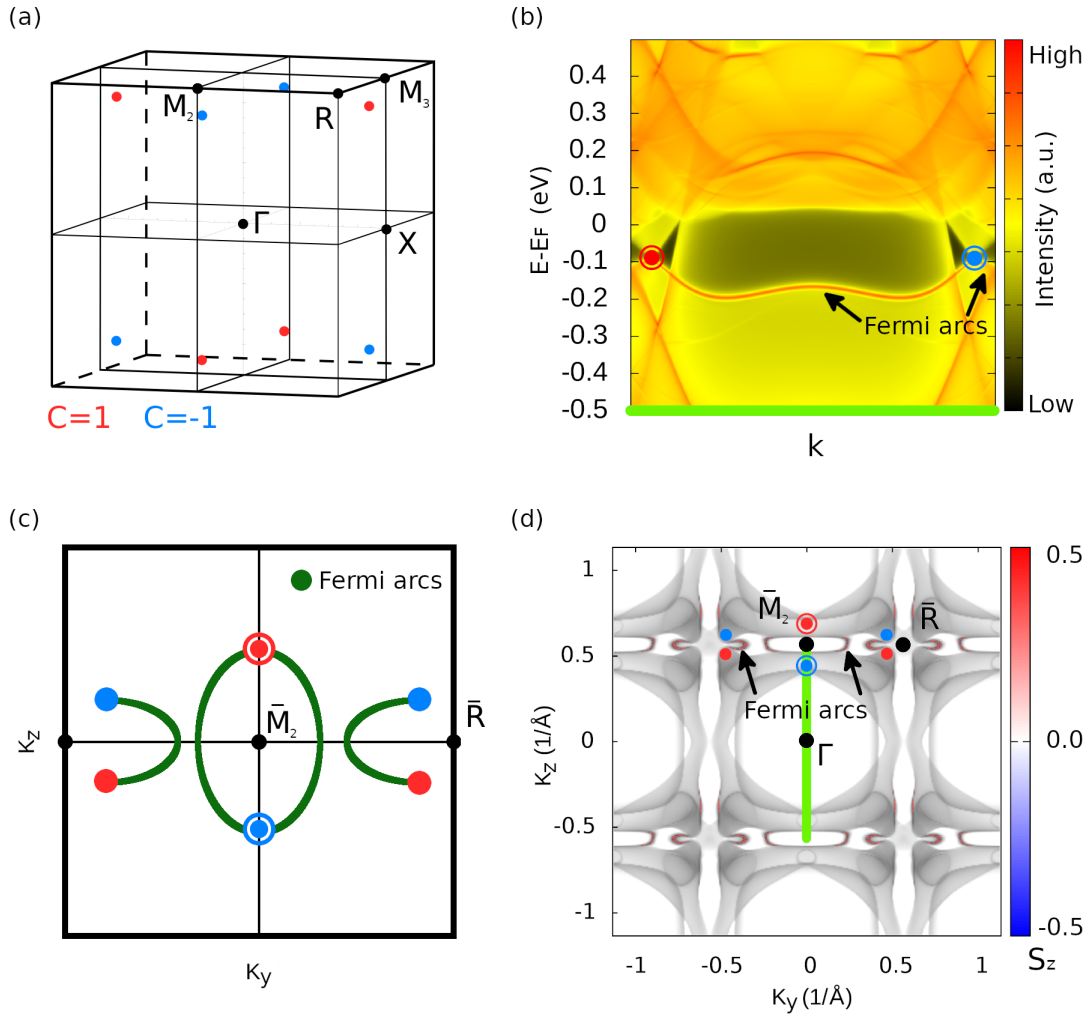 (a)
M₂
R
M₃
Γ
X
C=1 C=-1
(b)
E-EF (eV)
0.4
0.3
0.2
0.1
0
-0.1
-0.2
-0.3
-0.4
-0.5
Fermi arcs
k
High
Low
Intensity (a.u.)
(c)
Fermi arcs
M̄₂
R̄
Kz
Ky
(d)
Kz (1/Å)
1
0.5
0
-0.5
-1
M̄₂
R̄
Fermi arcs
Γ
-1 -0.5 0 0.5 1
Ky (1/Å)
0.5
0.0
-0.5
Sz